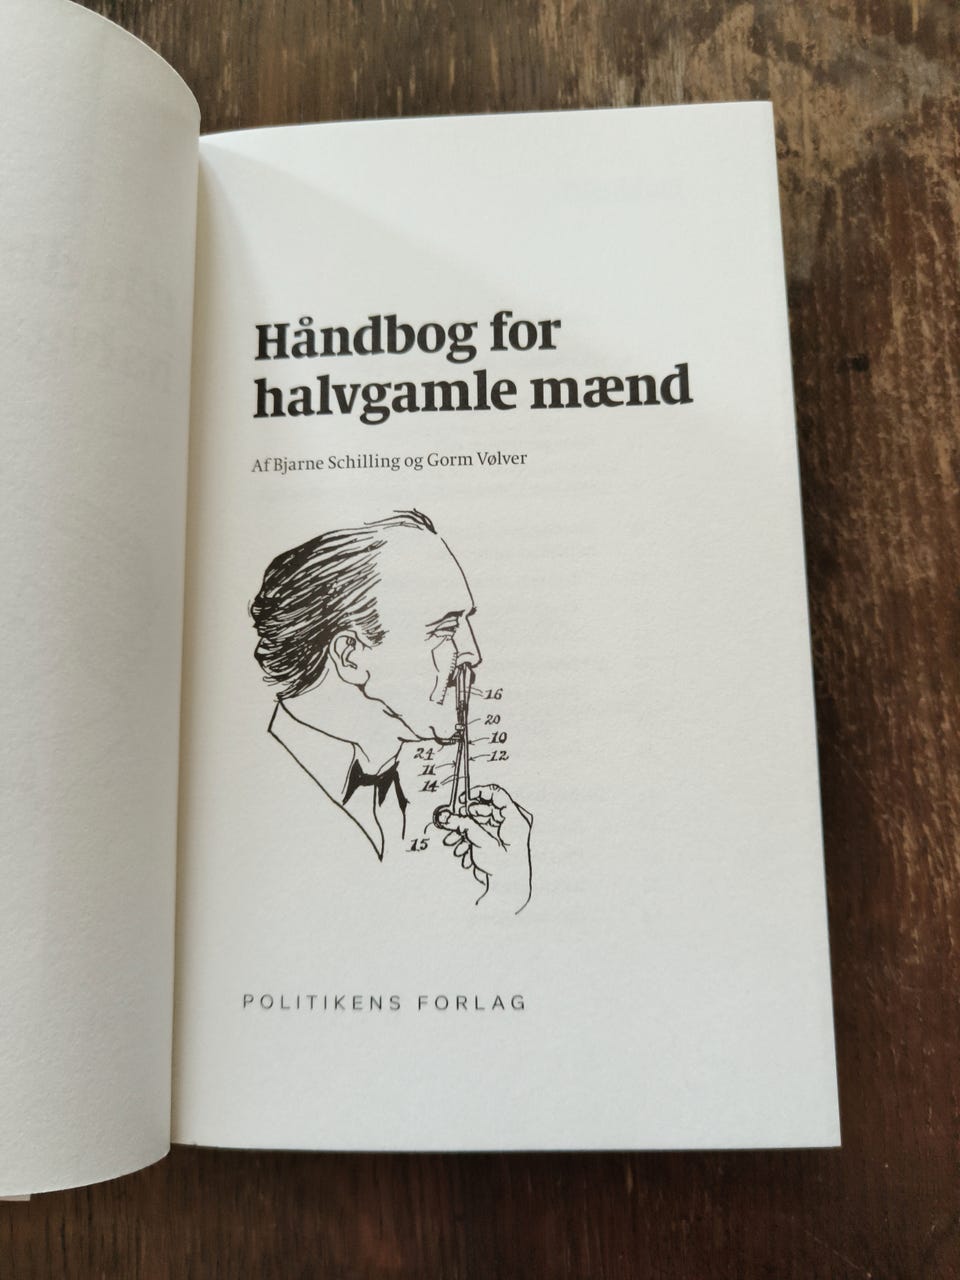 Håndbog for
halvgamle mænd
Af Bjarne Schilling og Gorm Vølver
16
20
10
24
12
11
14
15
POLITIKENS FORLAG